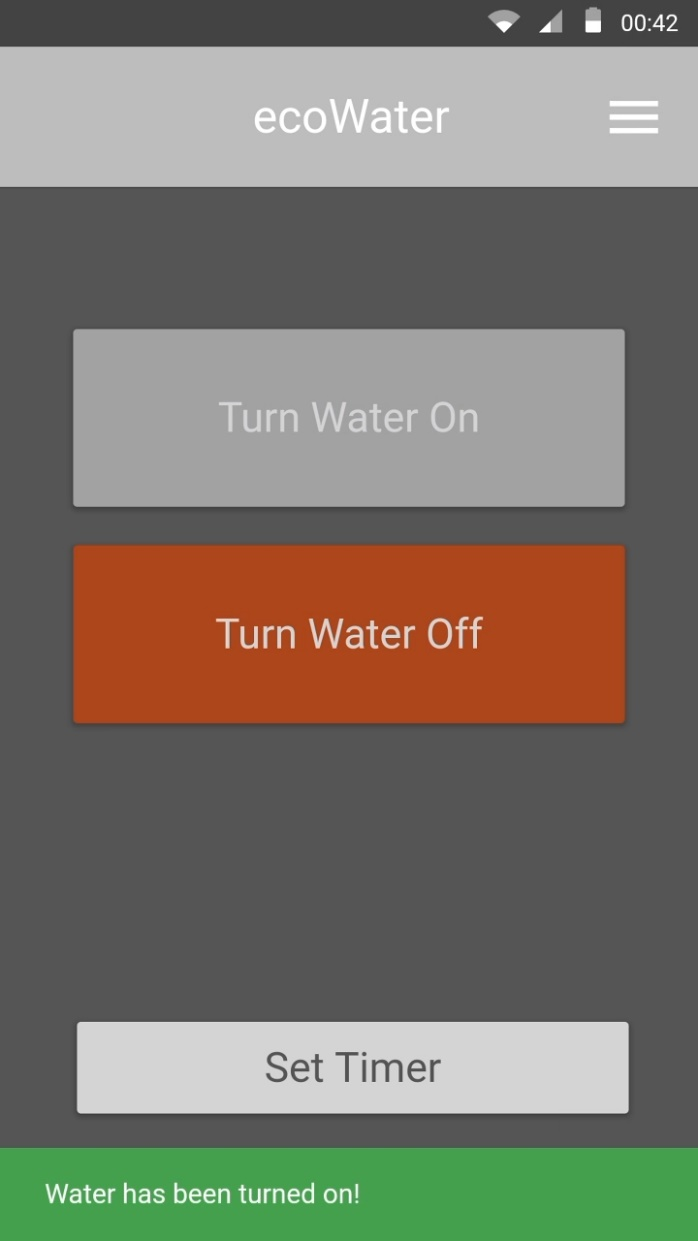 00:42
ecoWater
Turn Water On
Turn Water Off
Set Timer
Water has been turned on!